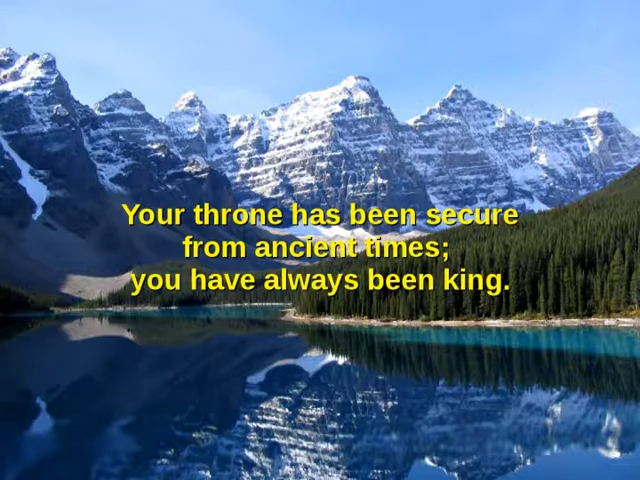 Your throne has been secure
from ancient times;
you have always been king.